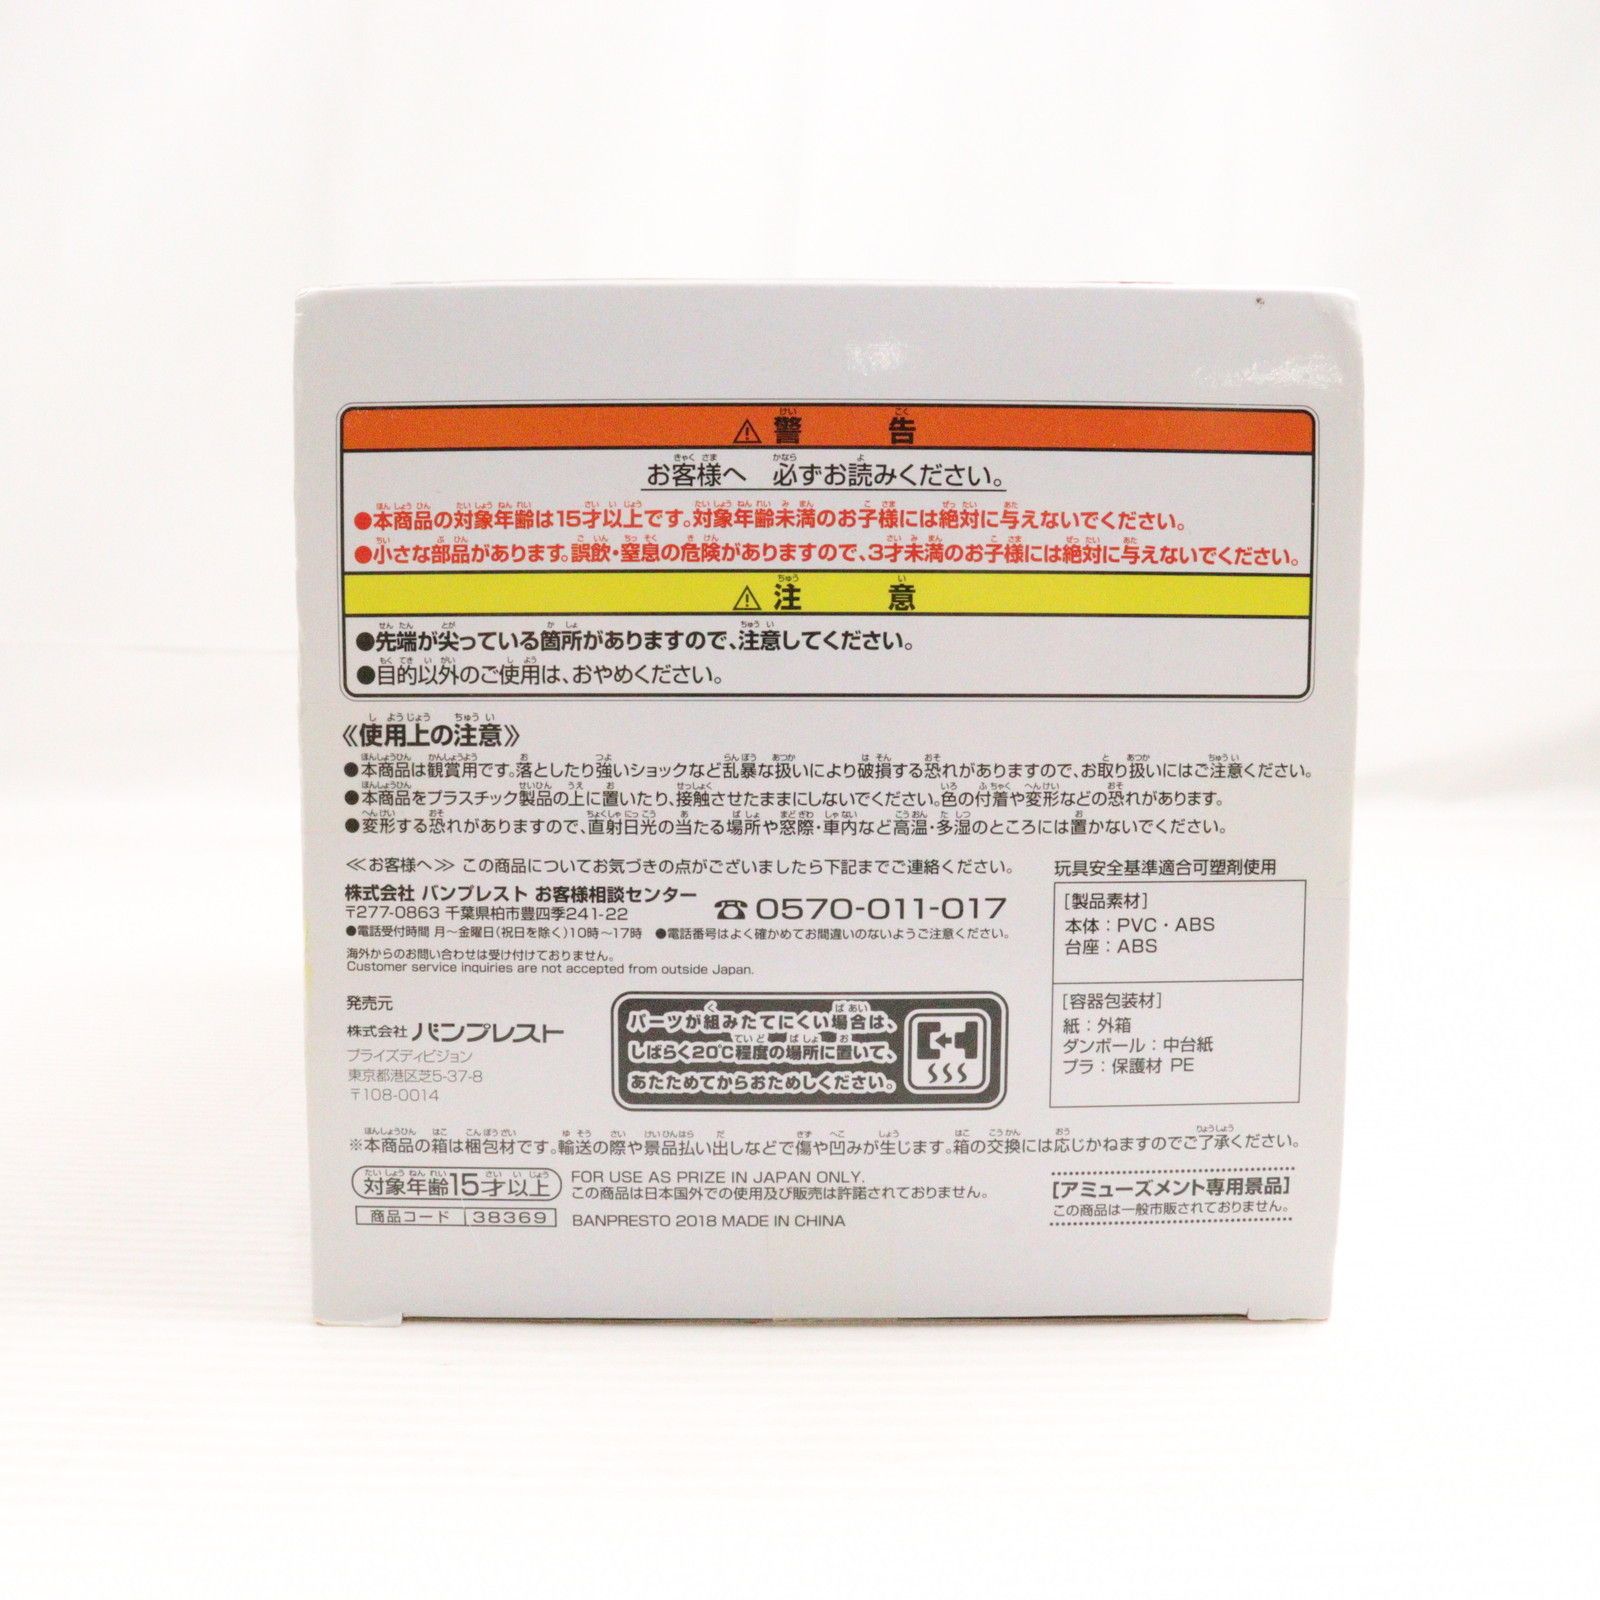 ⚠ 警告
お客様へ 必ずお読みください。
●本商品の対象年齢は15才以上です。対象年齢未満のお子様には絶対に与えないでください。
●小さな部品があります。誤飲・窒息の危険がありますので、3才未満のお子様には絶対に与えないでください。
⚠ 注意
●先端が尖っている箇所がありますので、注意してください。
●目的以外のご使用は、おやめください。
《使用上の注意》
●本商品は観賞用です。落としたり強いショックなど乱暴な扱いにより破損する恐れがありますので、お取り扱いにはご注意ください。
●本商品をプラスチック製品の上に置いたり、接触させたままにしないでください。色の付着や変形などの恐れがあります。
●変形する恐れがありますので、直射日光の当たる場所や窓際・車内など高温・多湿のところには置かないでください。
≪お客様へ≫ この商品についてお気づきの点がございましたら下記までご連絡ください。
株式会社 バンプレスト お客様相談センター
〒277-0863 千葉県柏市豊四季241-22
☎0570-011-017
●電話受付時間 月~金曜日(祝日を除く)10時~17時 ●電話番号はよく確かめてお間違いのないようご注意ください。
海外からのお問い合わせは受け付けておりません。
Customer service inquiries are not accepted from outside Japan.
玩具安全基準適合可塑剤使用
[製品素材]
本体:PVC・ABS
台座:ABS
[容器包装材]
紙:外箱
ダンボール:中台紙
プラ:保護材 PE
発売元
株式会社 バンプレスト
プライズディビジョン
東京都港区芝5-37-8
〒108-0014
パーツが組みたてにくい場合は、
しばらく20℃程度の場所に置いて、
あたためてからおためしください。
※本商品の箱は梱包材です。輸送の際や景品払い出しなどで傷や凹みが生じます。箱の交換には応じかねますのでご了承ください。
対象年齢15才以上
商品コード 38369
FOR USE AS PRIZE IN JAPAN ONLY.
この商品は日本国外での使用及び販売は許諾されておりません。
BANPRESTO 2018 MADE IN CHINA
[アミューズメント専用景品]
この商品は一般市販されておりません。